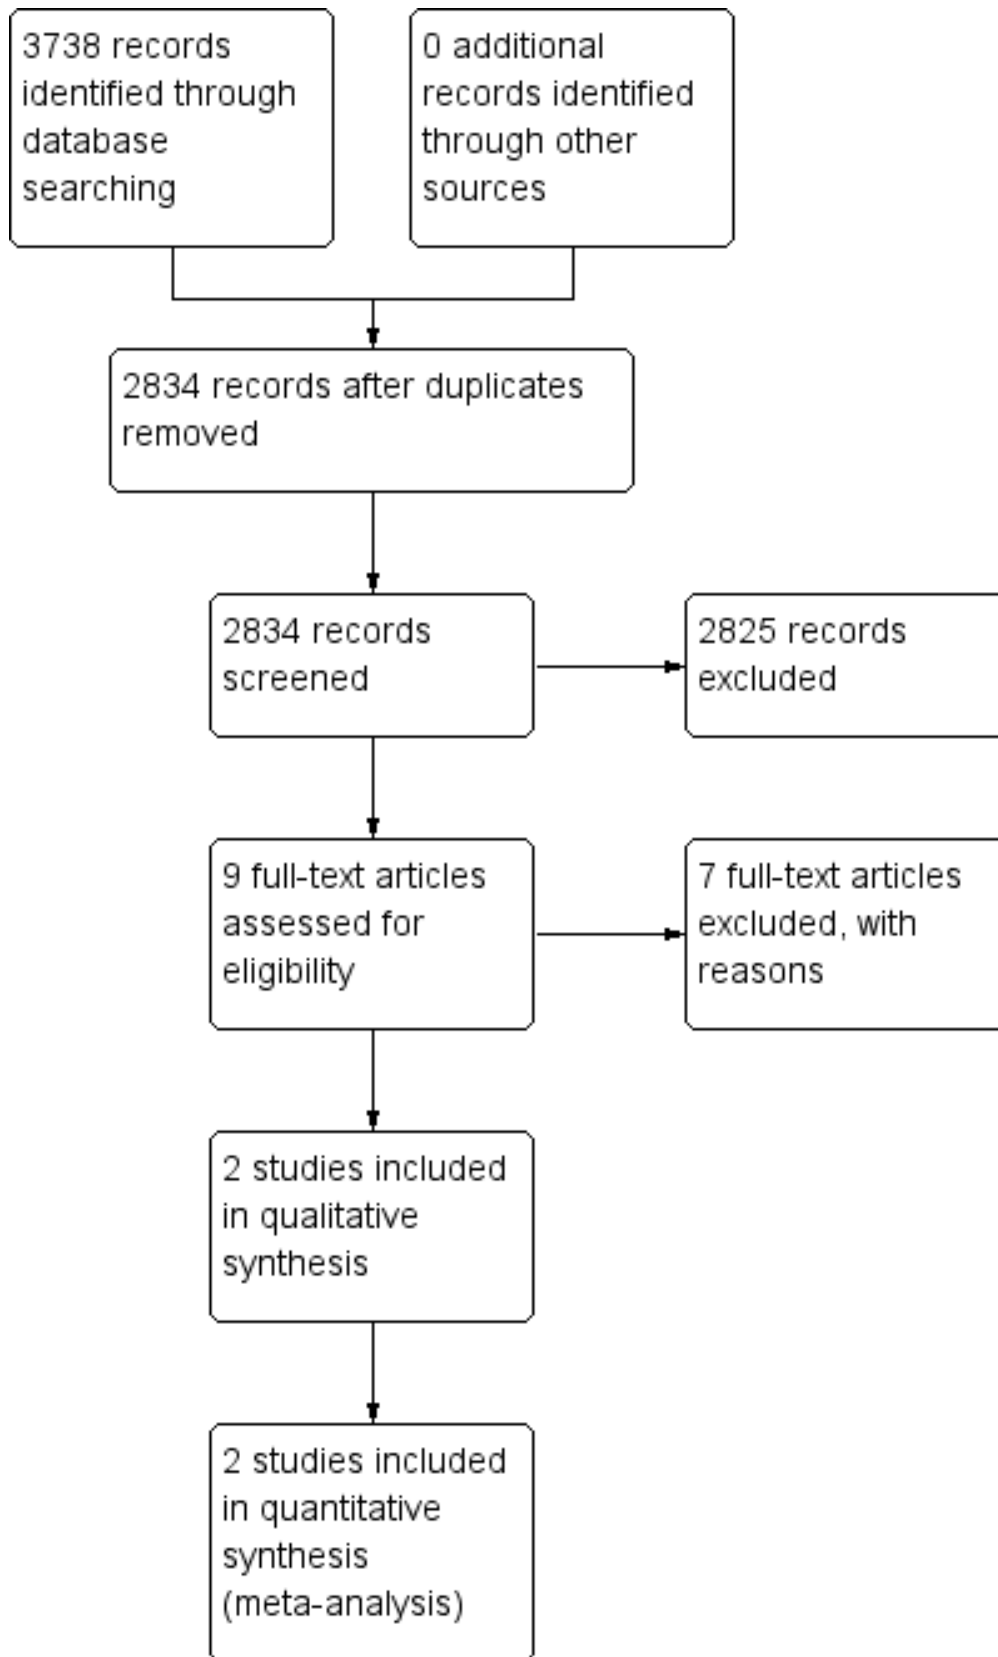 3738 records
identified through
database
searching
0 additional
records identified
through other
sources
2834 records after duplicates
removed
2834 records
screened
2825 records
excluded
9 full-text articles
assessed for
eligibility
7 full-text articles
excluded, with
reasons
2 studies included
in qualitative
synthesis
2 studies included
in quantitative
synthesis
(meta-analysis)